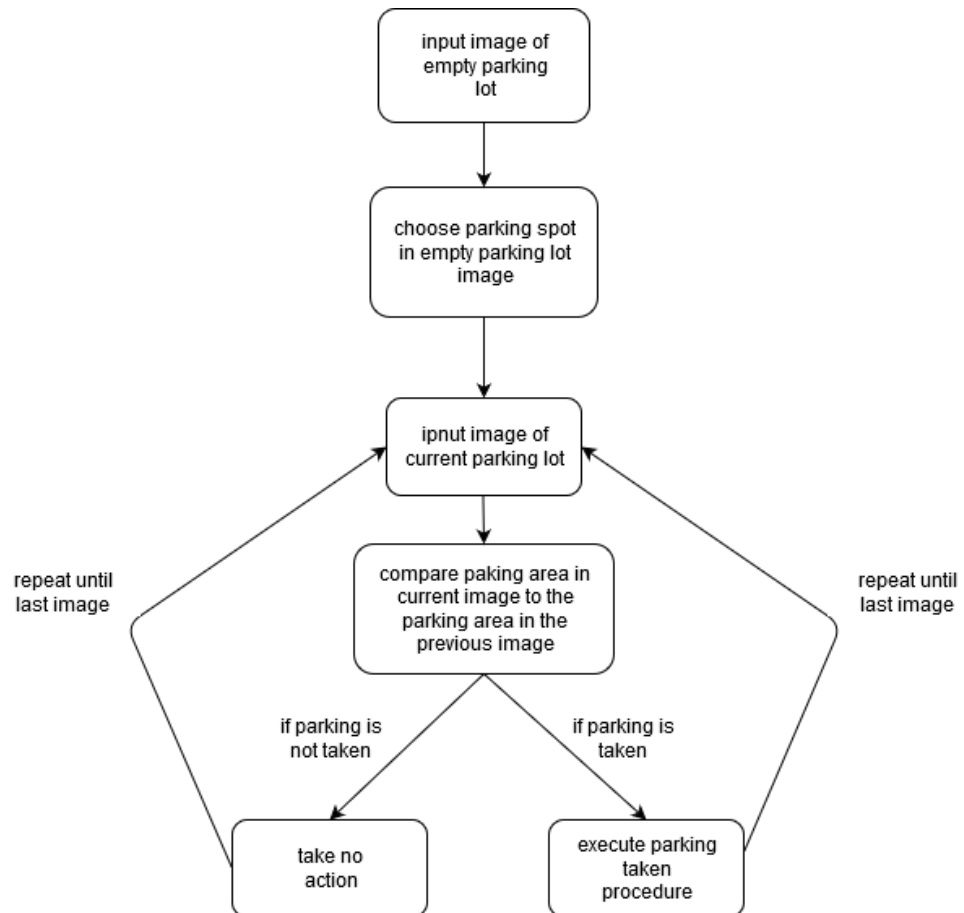 input image of
empty parking
lot
choose parking spot
in empty parking lot
image
ipnut image of
current parking lot
repeat until
last image
compare paking area in
current image to the
parking area in the
previous image
repeat until
last image
if parking is
not taken
if parking is
taken
take no
action
execute parking
taken
procedure